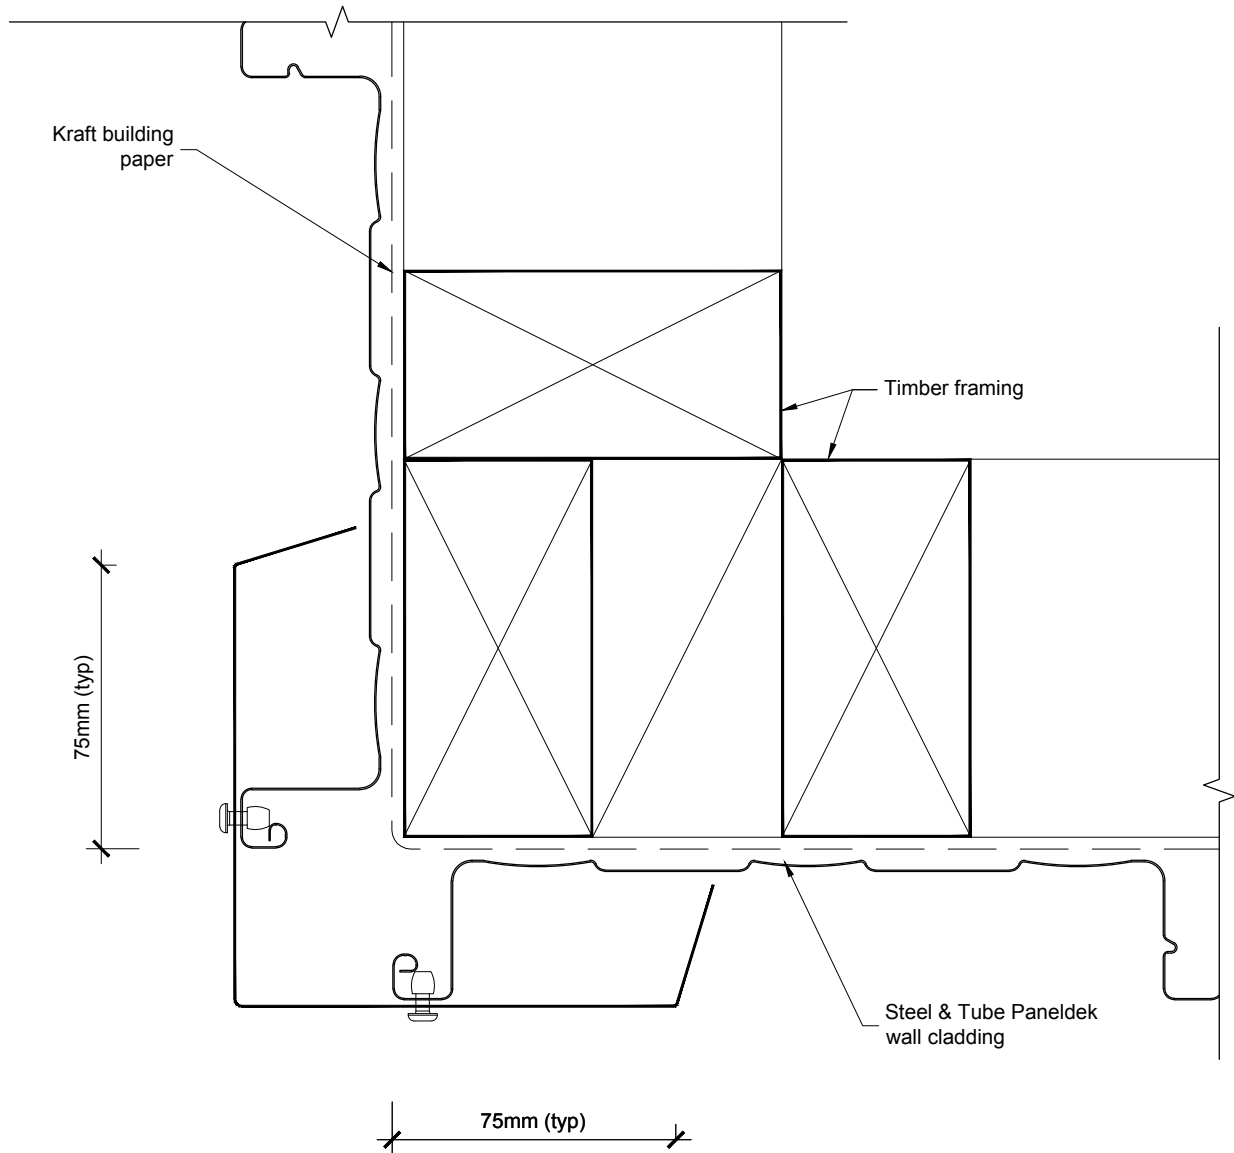 Kraft building
paper
Timber framing
75mm (typ)
Steel & Tube Paneldek
wall cladding
75mm (typ)